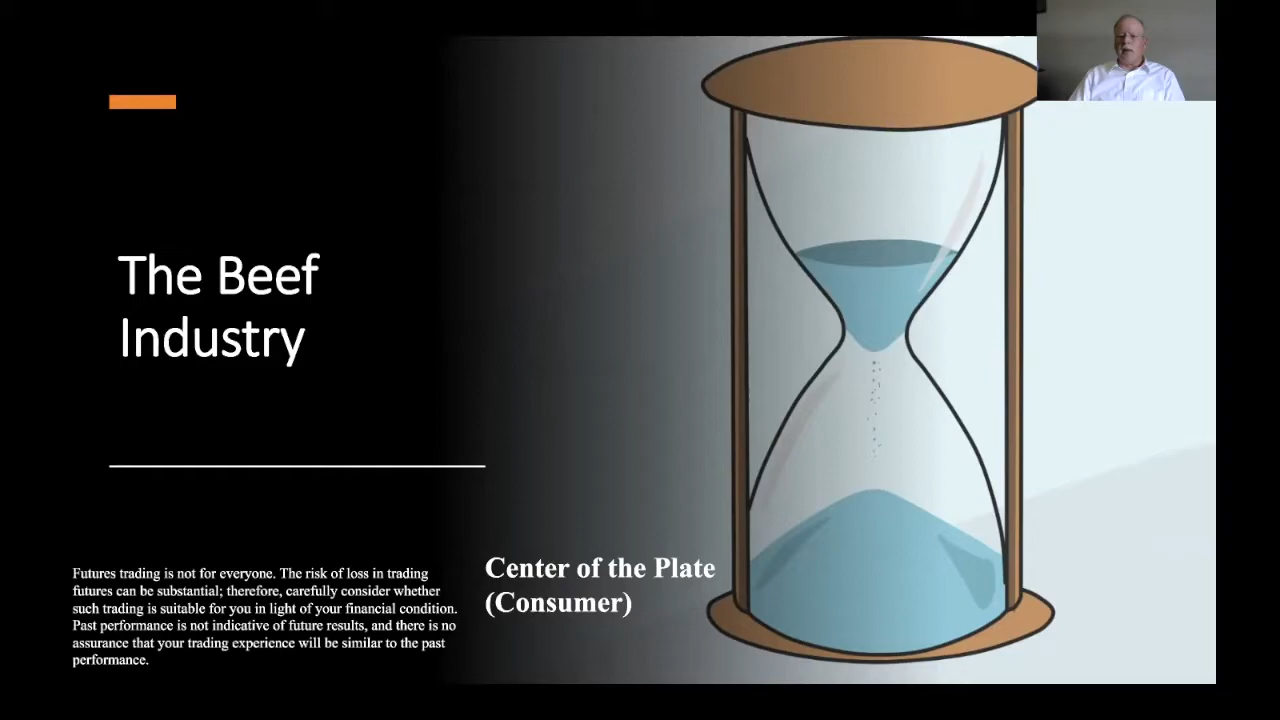 The Beef
Industry
Center of the Plate
(Consumer)
Futures trading is not for everyone. The risk of loss in trading
futures can be substantial; therefore, carefully consider whether
such trading is suitable for you in light of your financial condition.
Past performance is not indicative of future results, and there is no
assurance that your trading experience will be similar to the past
performance.